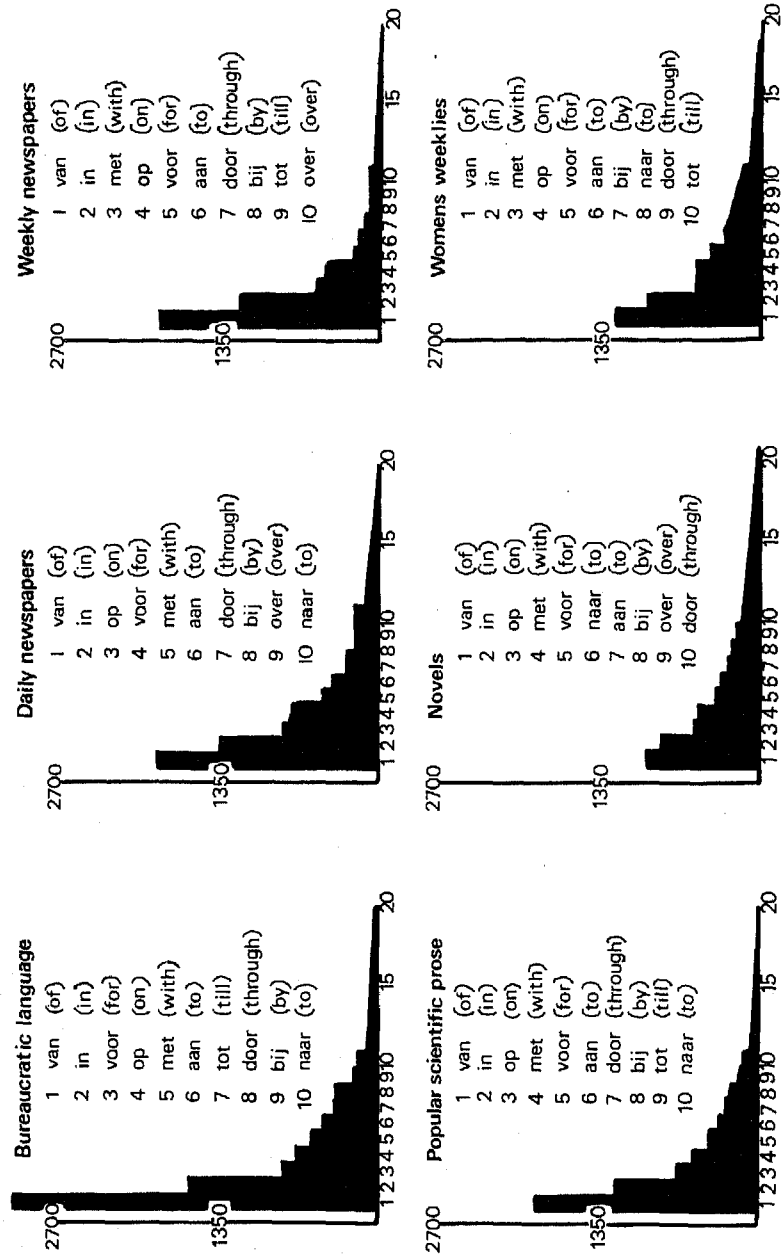 Bureaucratic language
2700
1350
1 van (of)
2 in (in)
3 voor (for)
4 op (on)
5 met (with)
6 aan (to)
7 tot (till)
8 door (through)
9 bij (by)
10 naar (to)
1 2 3 4 5 6 7 8 9 10 15 20
Daily newspapers
2700
1350
1 van (of)
2 in (in)
3 op (on)
4 voor (for)
5 met (with)
6 aan (to)
7 door (through)
8 bij (by)
9 over (over)
10 naar (to)
1 2 3 4 5 6 7 8 9 10 15 20
Weekly newspapers
2700
1350
1 van (of)
2 in (in)
3 met (with)
4 op (on)
5 voor (for)
6 aan (to)
7 door (through)
8 bij (by)
9 tot (till)
10 over (over)
1 2 3 4 5 6 7 8 9 10 15 20
Popular scientific prose
2700
1350
1 van (of)
2 in (in)
3 op (on)
4 met (with)
5 voor (for)
6 aan (to)
7 door (through)
8 bij (by)
9 tot (till)
10 naar (to)
1 2 3 4 5 6 7 8 9 10 15 20
Novels
2700
1350
1 van (of)
2 in (in)
3 op (on)
4 met (with)
5 voor (for)
6 naar (to)
7 aan (to)
8 bij (by)
9 over (over)
10 door (through)
1 2 3 4 5 6 7 8 9 10 15 20
Womens weeklies
2700
1350
1 van (of)
2 in (in)
3 met (with)
4 op (on)
5 voor (for)
6 aan (to)
7 bij (by)
8 naar (to)
9 door (through)
10 tot (till)
1 2 3 4 5 6 7 8 9 10 15 20